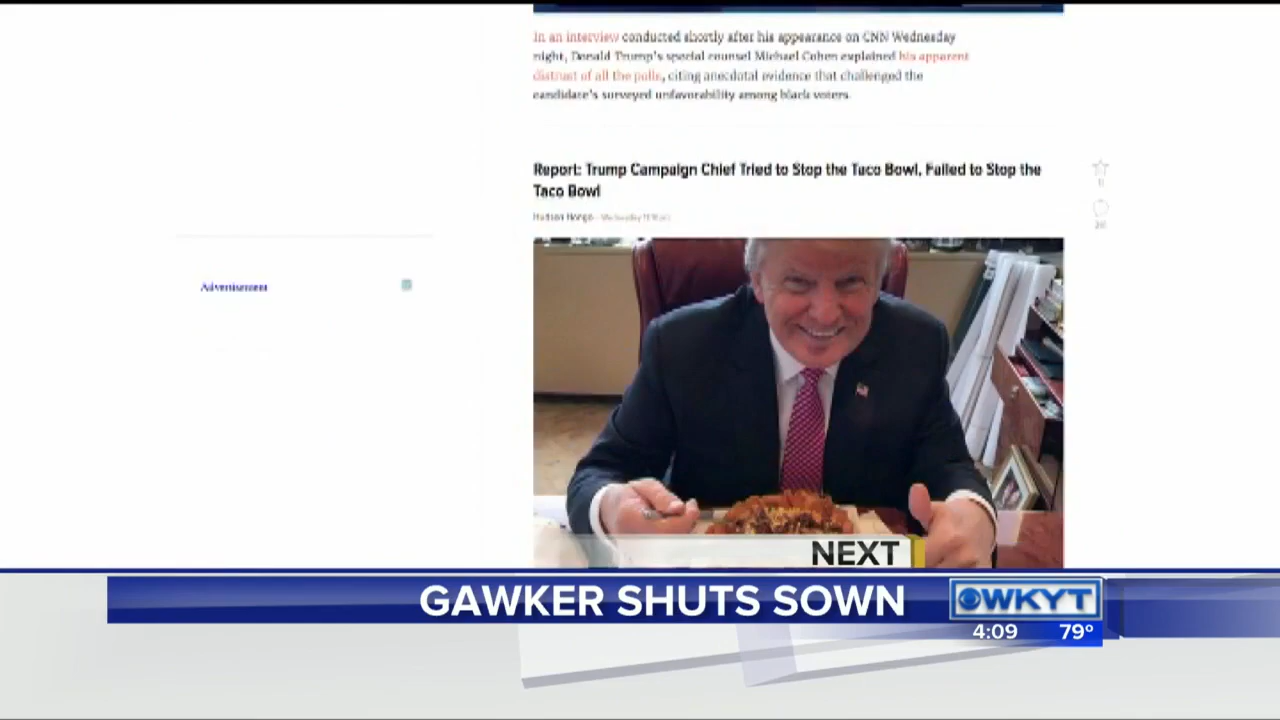 In an interview conducted shortly after his appearance on CNN Wednesday
night, Donald Trump's special counsel Michael Cohen explained his apparent
distrust of all the polls, citing anecdotal evidence that challenged the
candidate's surveyed unfavorability among black voters.
Report: Trump Campaign Chief Tried to Stop the Taco Bowl, Failed to Stop the
Taco Bowl
Hudson Hongo - Wednesday
Advertisement
NEXT
GAWKER SHUTS SOWN
WKYT
4:09 79°